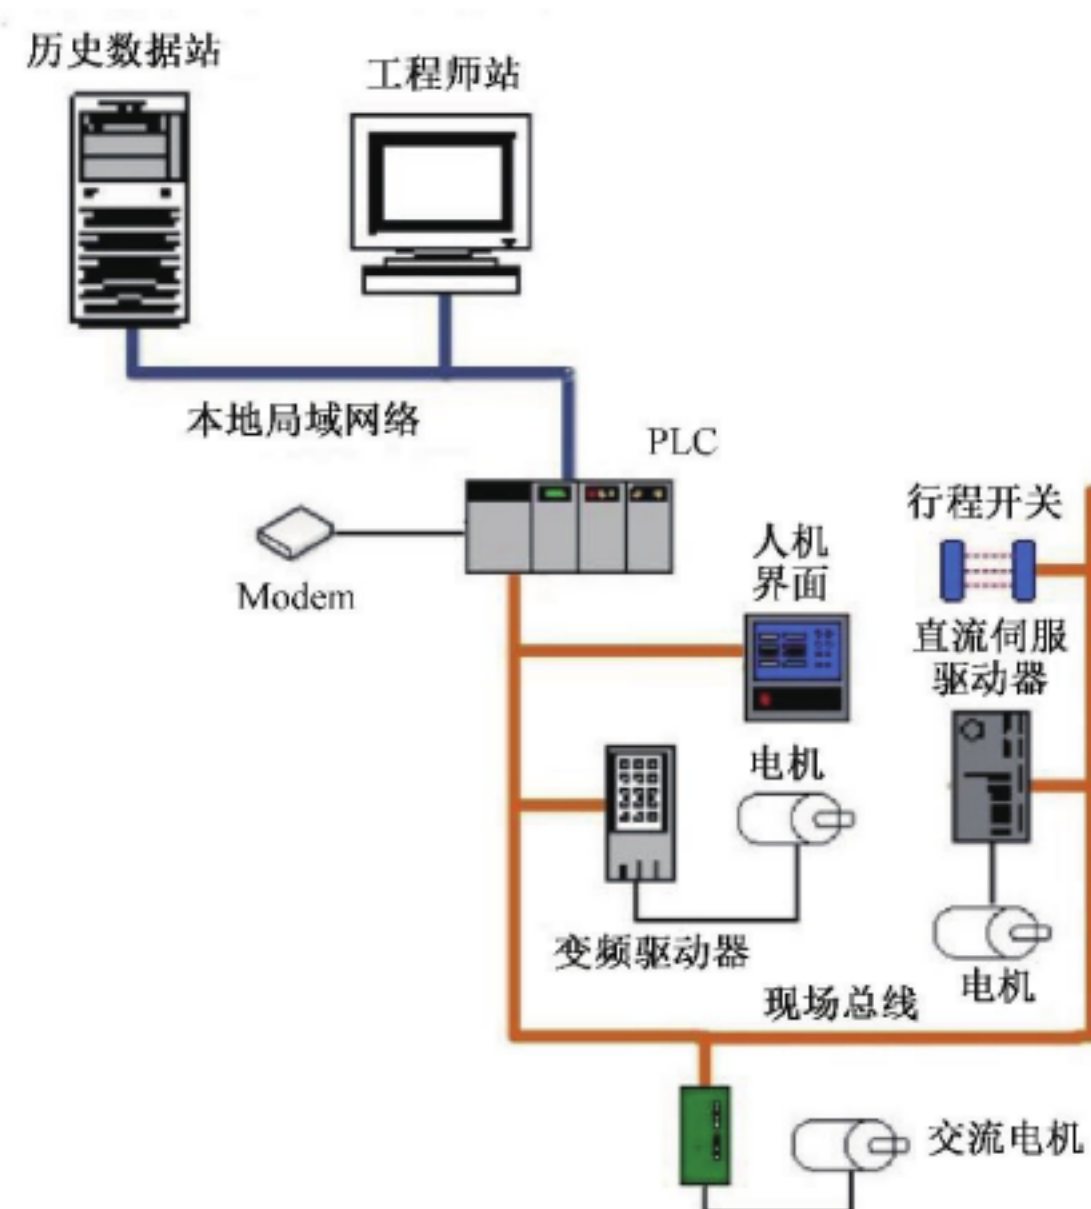 历史数据站
工程师站
本地局域网络
PLC
Modem
人机
界面
行程开关
直流伺服
驱动器
电机
变频驱动器
电机
现场总线
交流电机